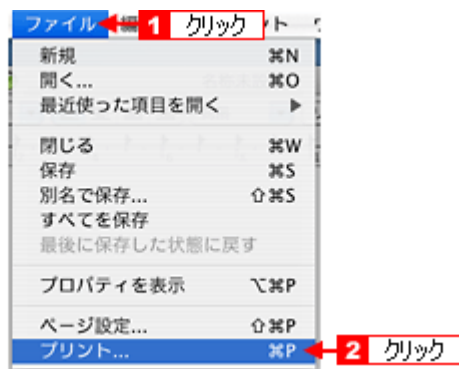 ファイル 1 クリック
新規 ⌘N
開く... ⌘O
最近使った項目を開く ▶
閉じる ⌘W
保存 ⌘S
別名で保存... ⇧⌘S
すべてを保存
最後に保存した状態に戻す
プロパティを表示 ⌥⌘P
ページ設定... ⇧⌘P
プリント... ⌘P 2 クリック